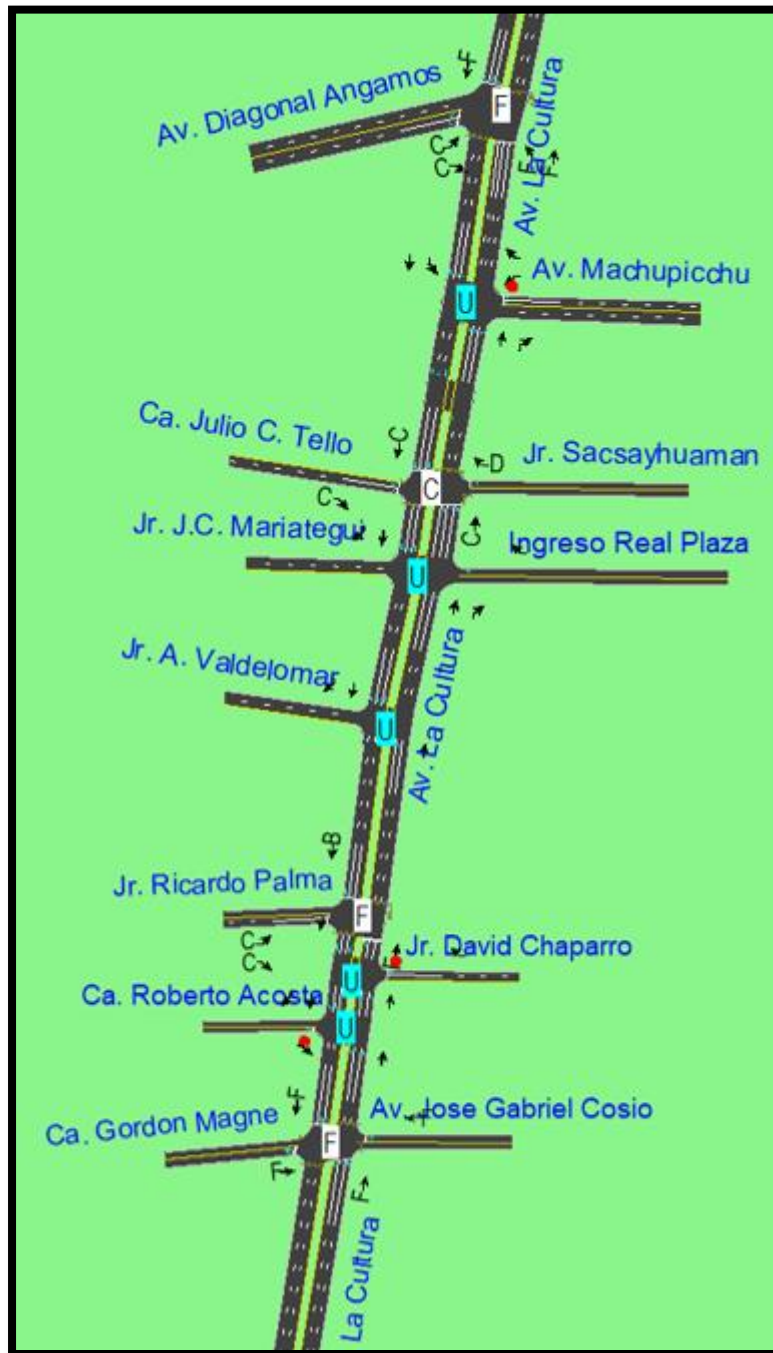 F
Av. Diagonal Angamos
F
Av. La Cultura
C
C
F
F
Av. Machupicchu
U
Ca. Julio C. Tello
C
D
Jr. Sacsayhuaman
C
C
C
Jr. J.C. Mariategui
Ingreso Real Plaza
U
Jr. A. Valdelomar
Av. La Cultura
U
B
Jr. Ricardo Palma
F
C
C
Jr. David Chaparro
U
Ca. Roberto Acosta
U
F
Ca. Gordon Magne
Av. Jose Gabriel Cosio
F
F
F
La Cultura